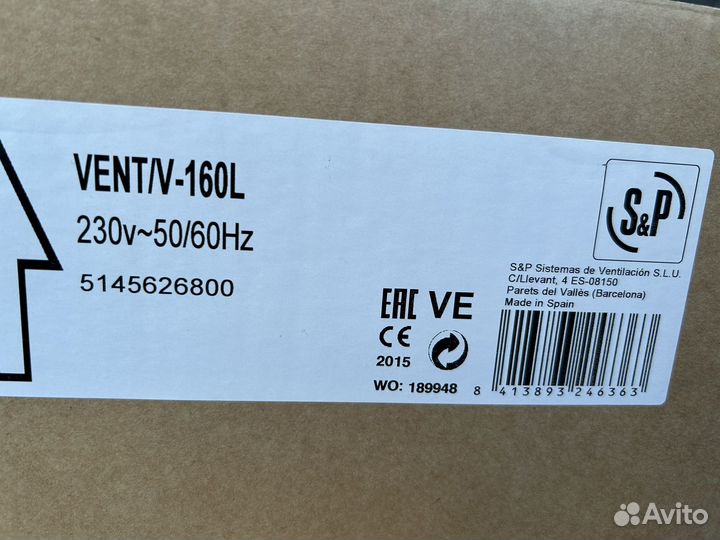 VENT/V-160L
230v~50/60Hz
5145626800
S&P
S&P Sistemas de Ventilación S.L.U.
C/Llevant, 4 ES-08150
Parets del Vallès (Barcelona)
Made in Spain
EAC VE
CE
2015
WO: 189948
8 413893 246363
Avito